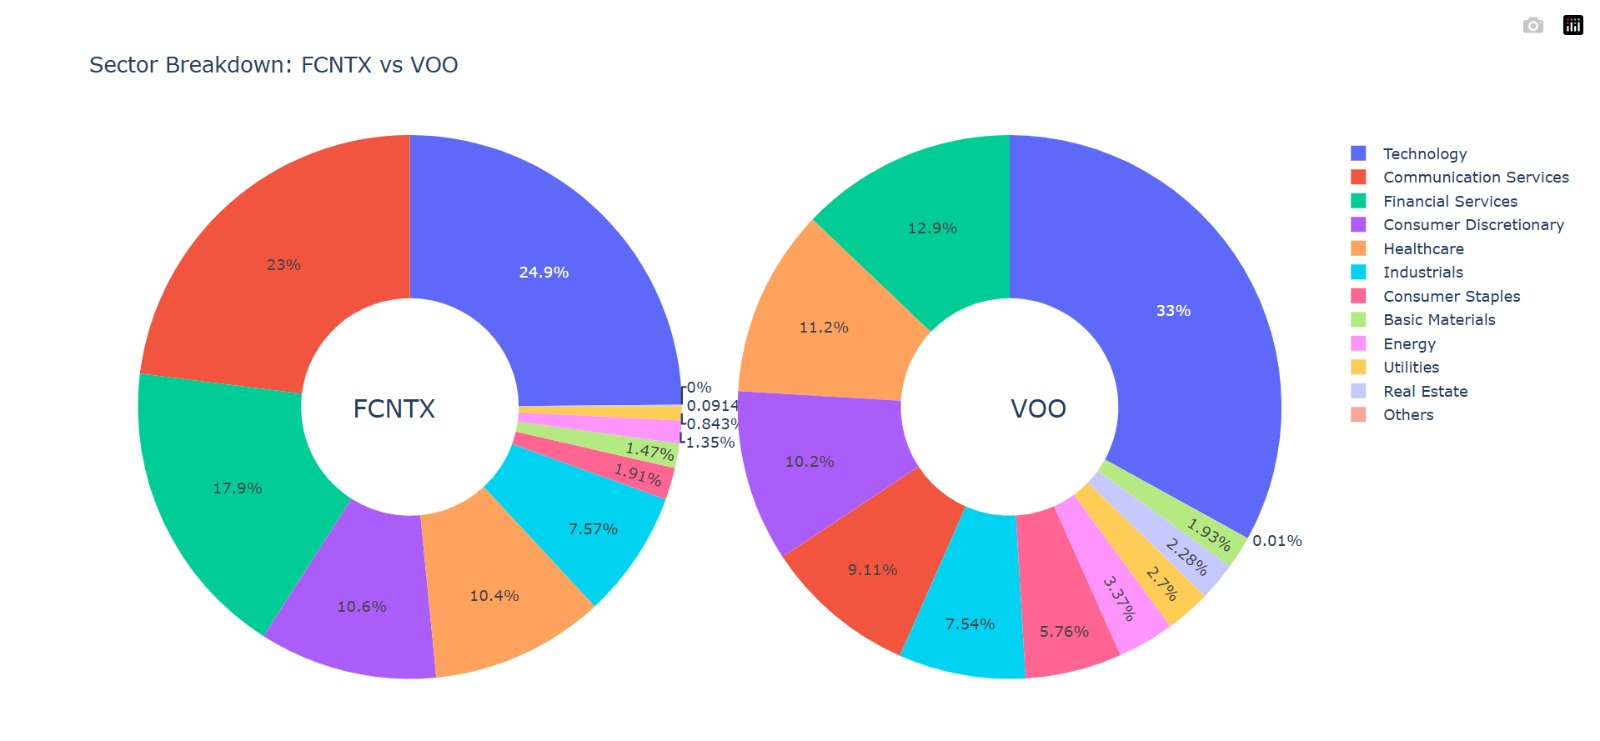 Sector Breakdown: FCNTX vs VOO
23%
24.9%
17.9%
10.6%
10.4%
7.57%
1.91%
1.47%
1.35%
0.843%
0.0914
0%
FCNTX
12.9%
33%
11.2%
10.2%
9.11%
7.54%
5.76%
3.37%
2.7%
2.28%
1.93%
0.01%
VOO
Technology
Communication Services
Financial Services
Consumer Discretionary
Healthcare
Industrials
Consumer Staples
Basic Materials
Energy
Utilities
Real Estate
Others